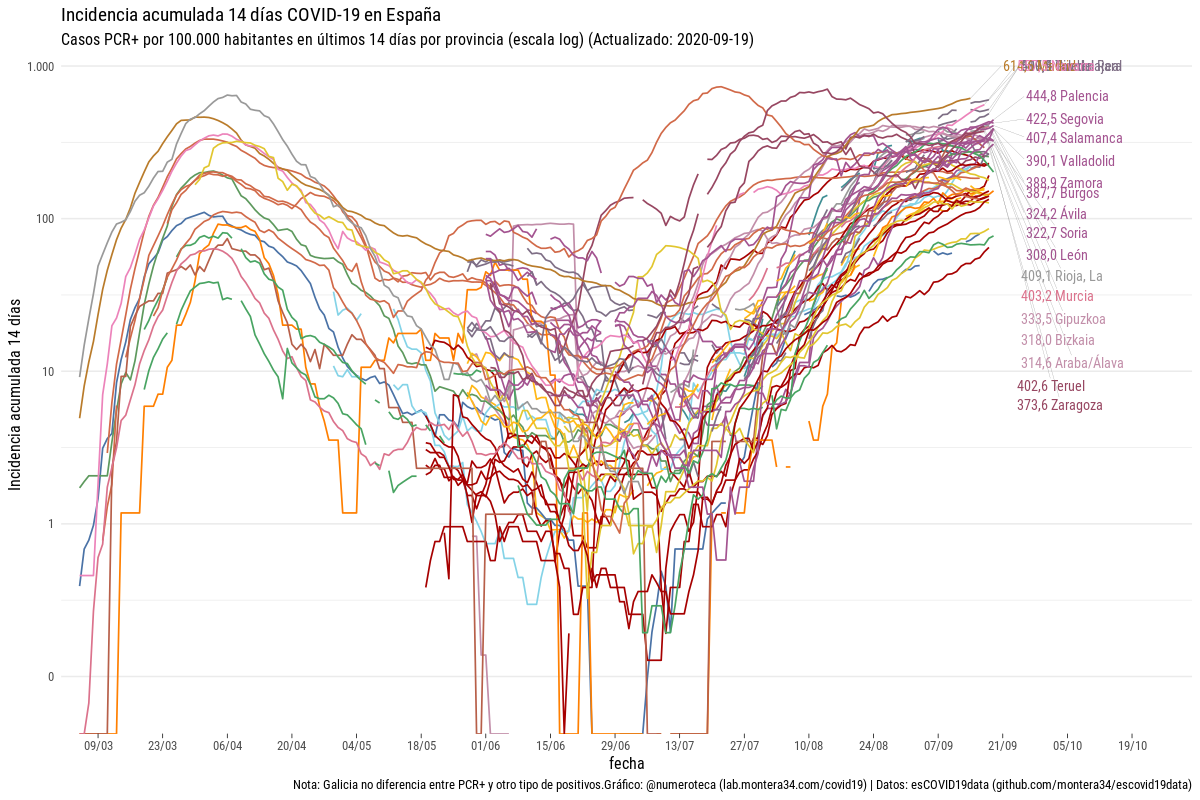 Incidencia acumulada 14 días COVID-19 en España
Casos PCR+ por 100.000 habitantes en últimos 14 días por provincia (escala log) (Actualizado: 2020-09-19)
Incidencia acumulada 14 días
1.000
100
10
1
0
444,8 Palencia
422,5 Segovia
407,4 Salamanca
390,1 Valladolid
388,9 Zamora
387,7 Burgos
324,2 Ávila
322,7 Soria
308,0 León
409,1 Rioja, La
403,2 Murcia
333,5 Gipuzkoa
318,0 Bizkaia
314,6 Araba/Álava
402,6 Teruel
373,6 Zaragoza
09/03 23/03 06/04 20/04 04/05 18/05 01/06 15/06 29/06 13/07 27/07 10/08 24/08 07/09 21/09 05/10 19/10
fecha
Nota: Galicia no diferencia entre PCR+ y otro tipo de positivos.Gráfico: @numeroteca (lab.montera34.com/covid19) | Datos: esCOVID19data (github.com/montera34/escovid19data)